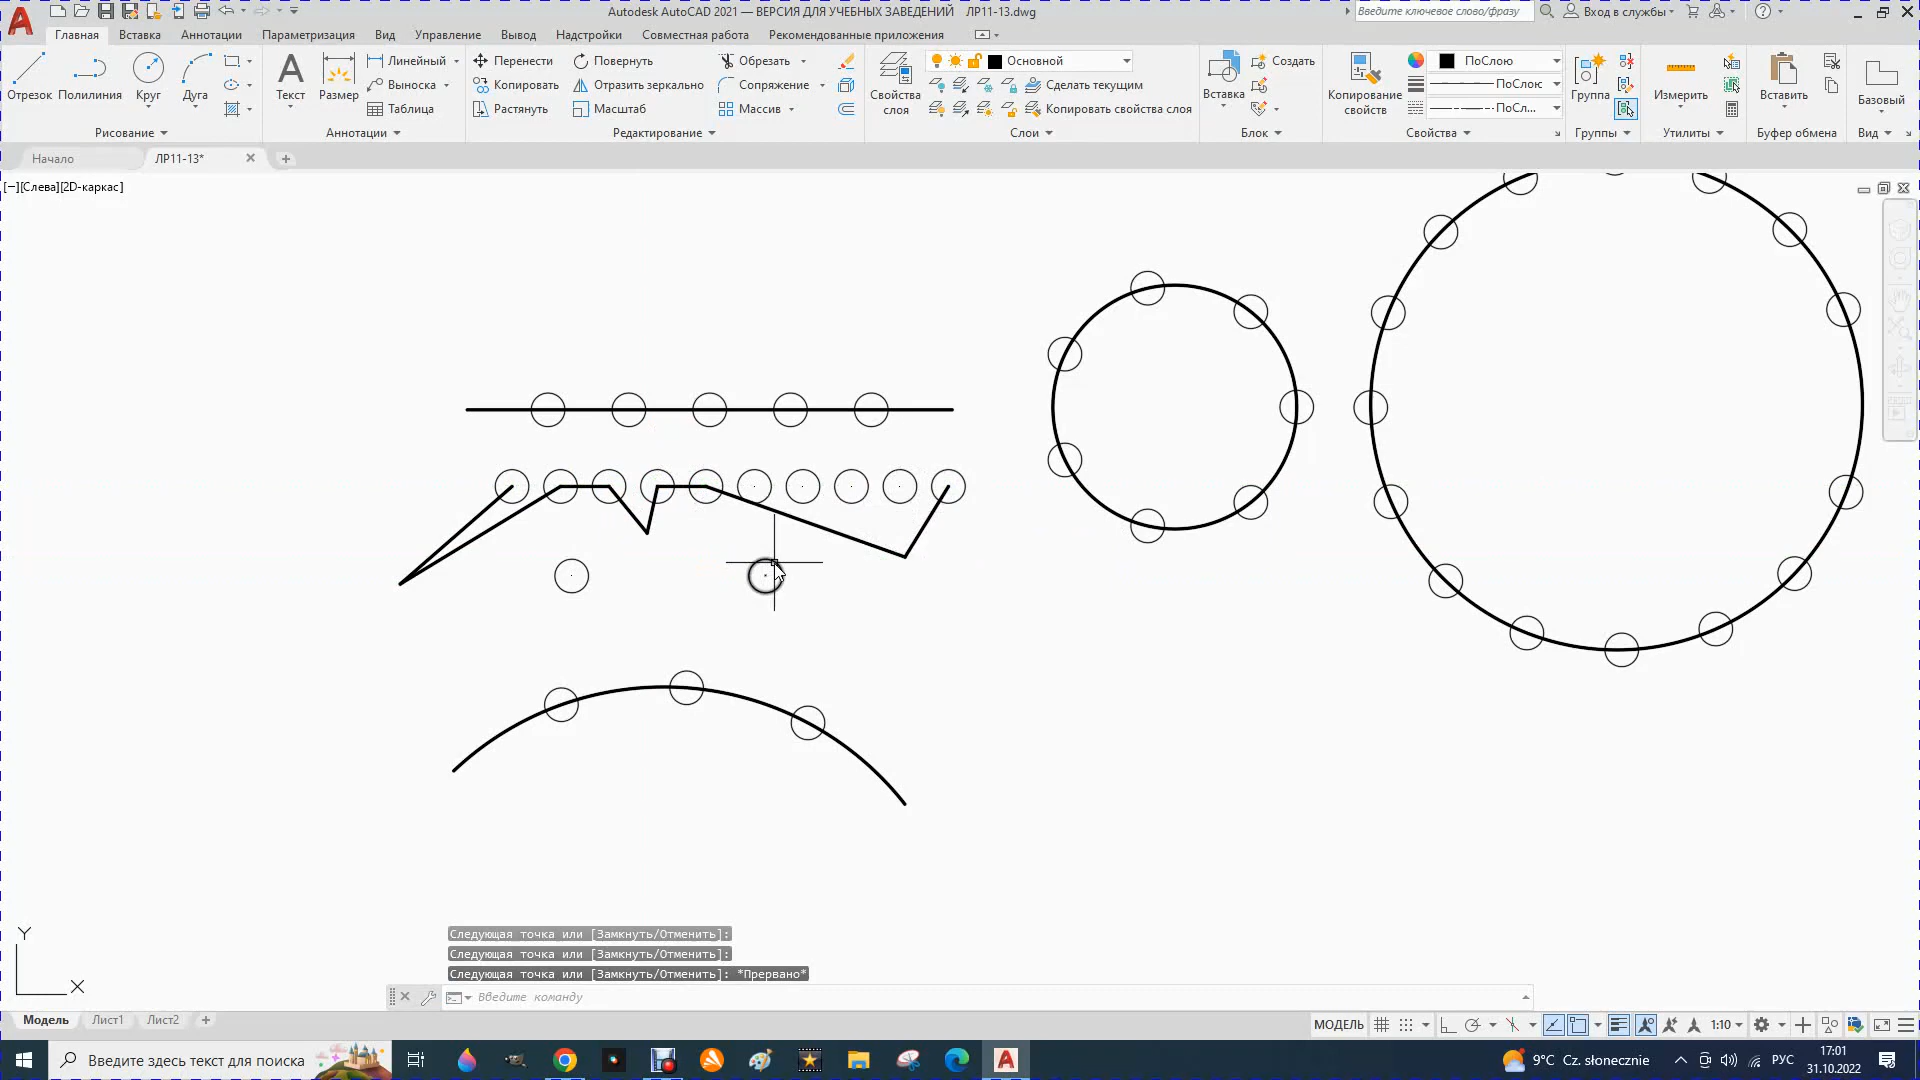 Autodesk AutoCAD 2021 — ВЕРСИЯ ДЛЯ УЧЕБНЫХ ЗАВЕДЕНИЙ ЛР11-13.dwg
Введите ключевое слово/фразу
Вход в службы
Главная Вставка Аннотации Параметризация Вид Управление Вывод Надстройки Совместная работа Рекомендованные приложения
Отрезок Полилиния Круг Дуга
Рисование
Текст Размер
Линейный
Выноска
Таблица
Аннотации
Перенести Повернуть Обрезать
Копировать Отразить зеркально Сопряжение
Растянуть Масштаб Массив
Редактирование
Свойства слоя
Основной
Сделать текущим
Копировать свойства слоя
Слои
Вставка
Создать
Блок
Копирование свойств
ПоСлою
ПоСлою
ПоСл...
Свойства
Группа
Группы
Измерить
Утилиты
Вставить
Буфер обмена
Базовый
Вид
Начало ЛР11-13*
[−][Слева][2D-каркас]
Следующая точка или [Замкнуть/Отменить]:
Следующая точка или [Замкнуть/Отменить]:
Следующая точка или [Замкнуть/Отменить]: *Прервано*
Y
X
Введите команду
Модель Лист1 Лист2
МОДЕЛЬ 1:10
Введите здесь текст для поиска
9°C Cz. słonecznie
РУС
17:01
31.10.2022